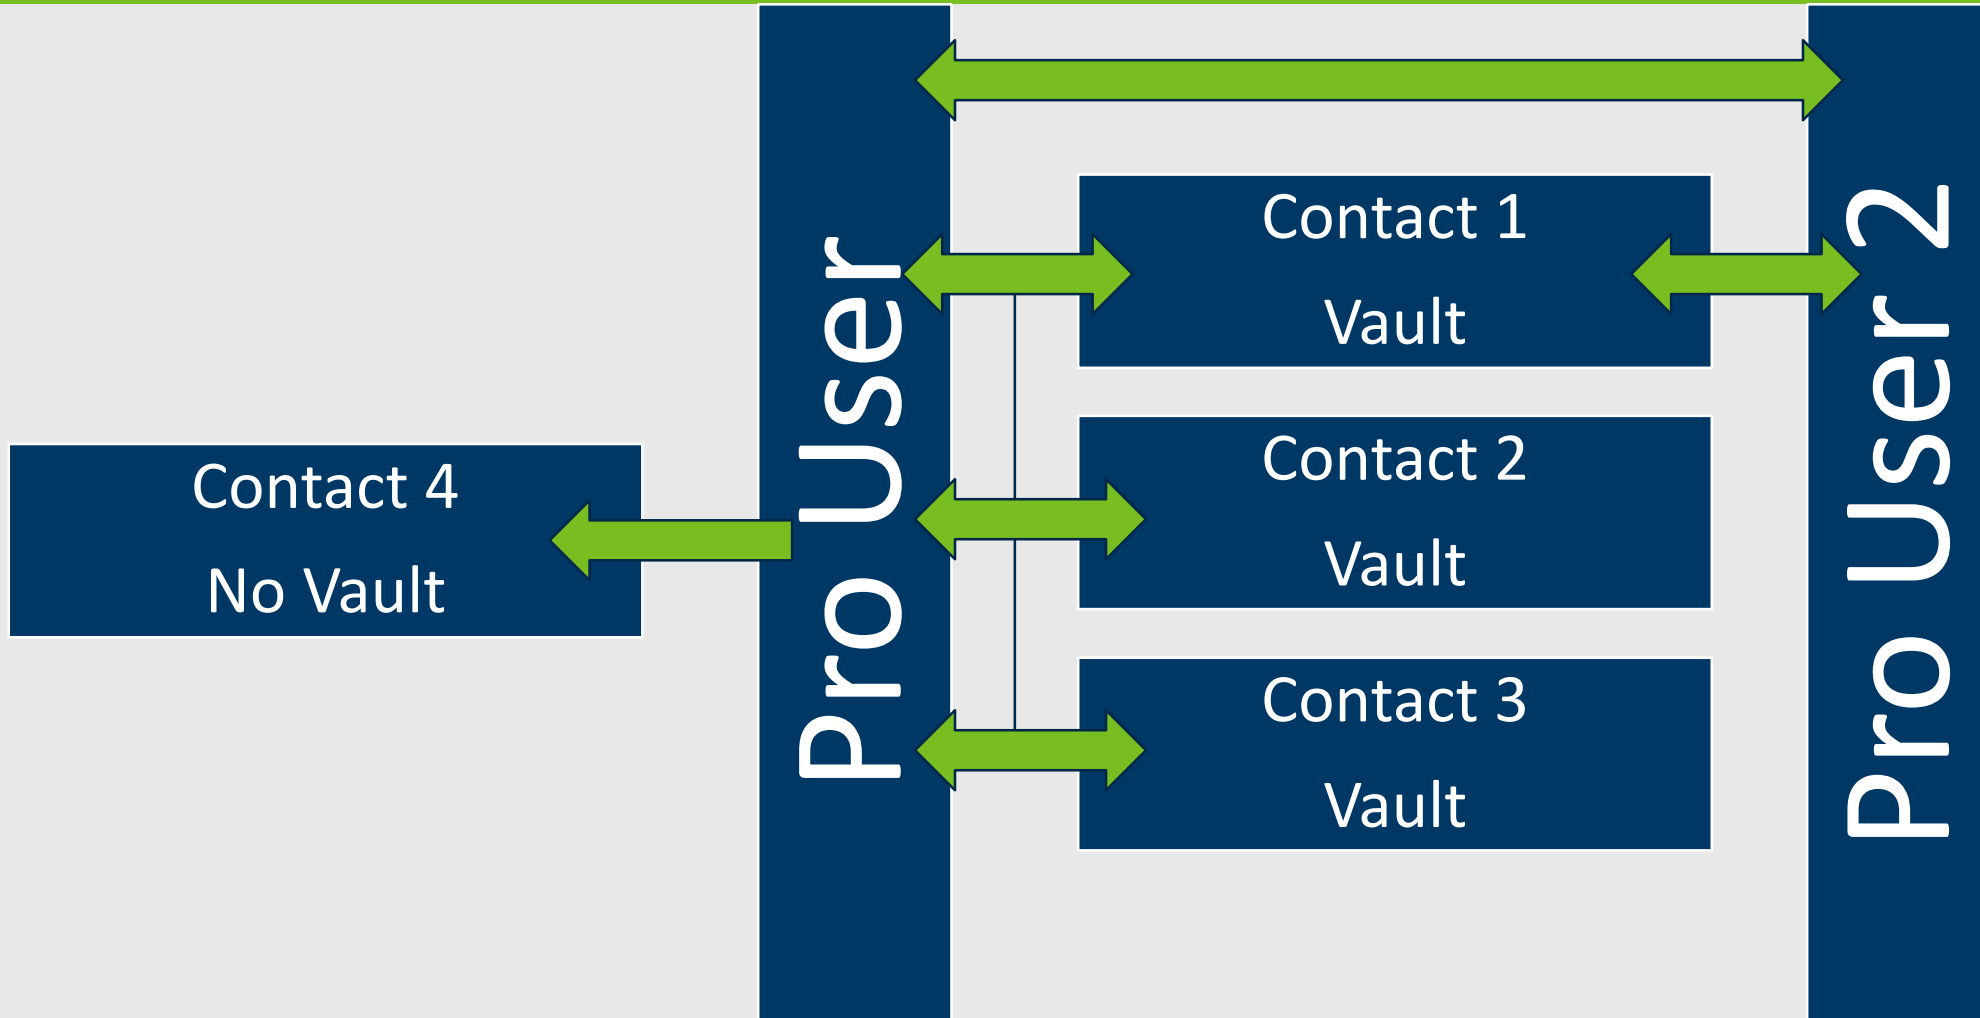 Contact 4
No Vault
Pro User
Contact 1
Vault
Contact 2
Vault
Contact 3
Vault
Pro User 2